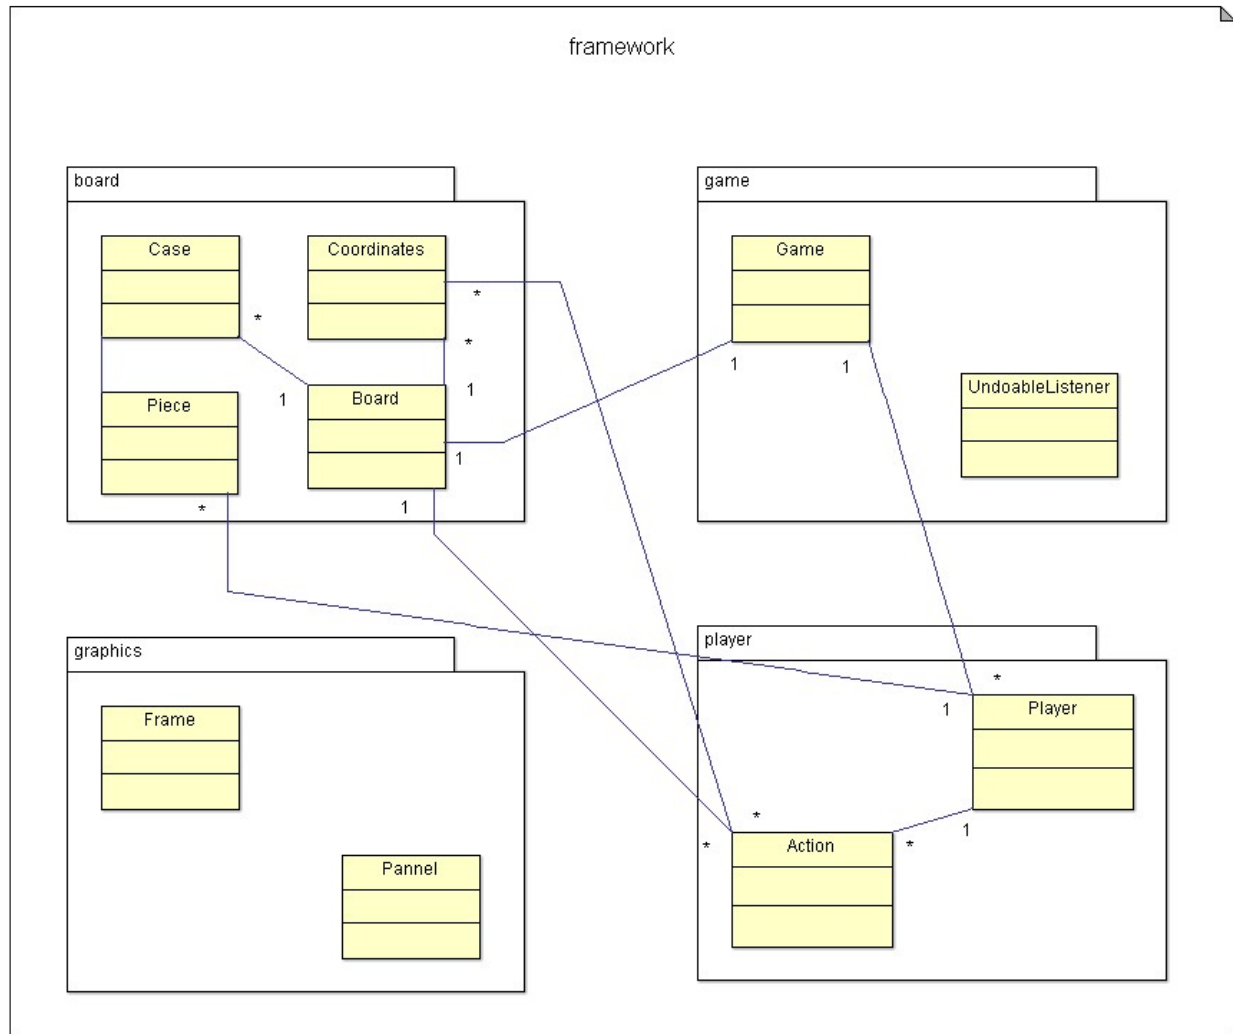 framework
board
Case
Coordinates
*
*
*
1
1
Piece
Board
1
*
1
game
Game
1
1
UndoableListener
graphics
Frame
Pannel
player
*
1
Player
*
*
1
*
Action